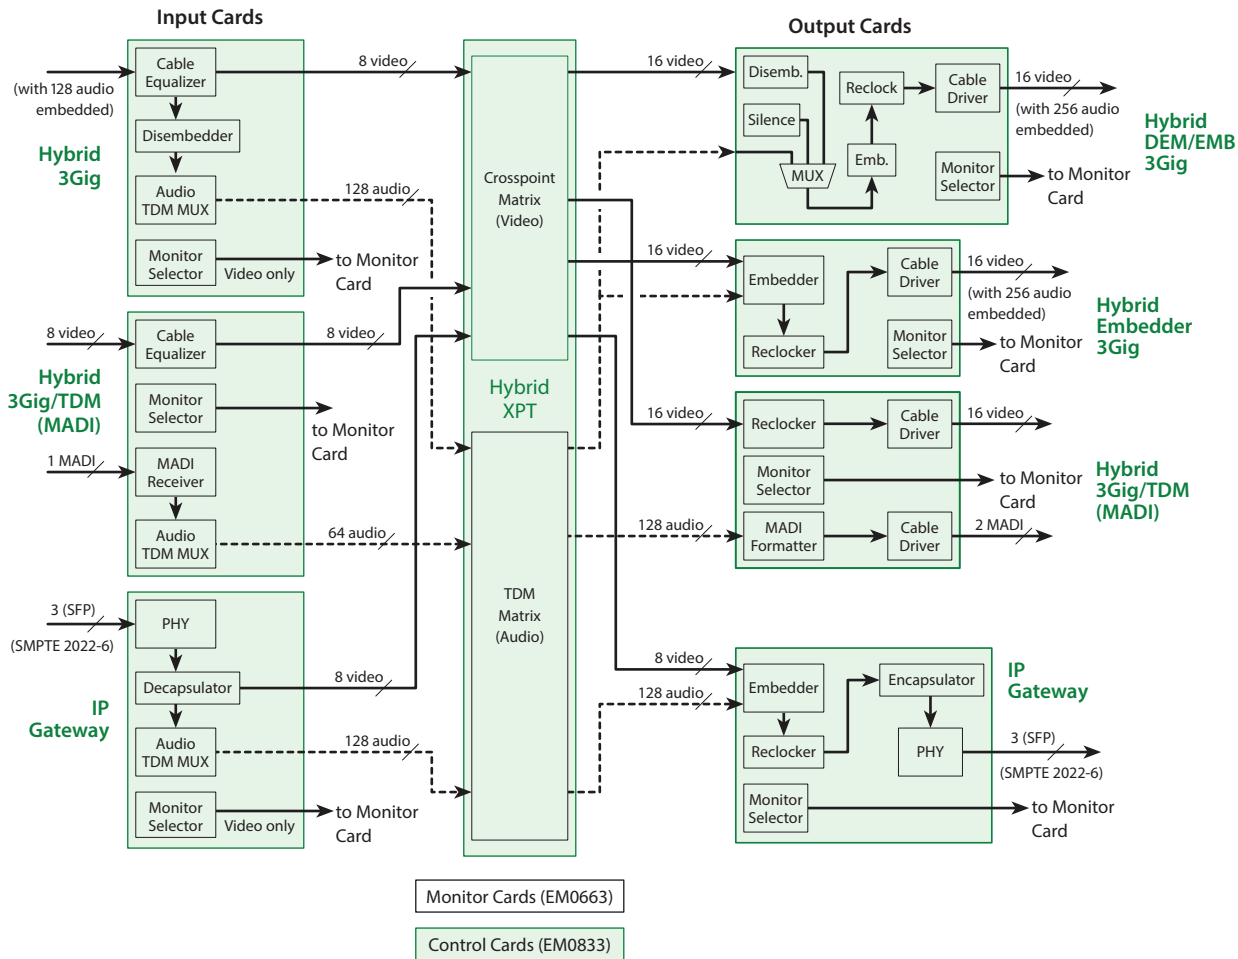 Input Cards
Output Cards
Cable
Equalizer
(with 128 audio
embedded)
Disembedder
Hybrid
3Gig
Audio
TDM MUX
Monitor
Selector
Video only
to Monitor
Card
8 video
128 audio
8 video
Cable
Equalizer
8 video
Hybrid
3Gig/TDM
(MADI)
Monitor
Selector
to Monitor
Card
1 MADI
MADI
Receiver
Audio
TDM MUX
64 audio
3 (SFP)
(SMPTE 2022-6)
PHY
Decapsulator
8 video
IP
Gateway
Audio
TDM MUX
128 audio
Monitor
Selector
Video only
to Monitor
Card
Crosspoint
Matrix
(Video)
Hybrid
XPT
TDM
Matrix
(Audio)
16 video
Disemb.
Silence
MUX
Reclock
Emb.
Cable
Driver
16 video
(with 256 audio
embedded)
Monitor
Selector
to Monitor
Card
Hybrid
DEM/EMB
3Gig
16 video
Embedder
Reclocker
Cable
Driver
16 video
(with 256 audio
embedded)
Monitor
Selector
to Monitor
Card
Hybrid
Embedder
3Gig
16 video
Reclocker
Cable
Driver
16 video
Monitor
Selector
to Monitor
Card
128 audio
MADI
Formatter
Cable
Driver
2 MADI
Hybrid
3Gig/TDM
(MADI)
8 video
128 audio
Embedder
Reclocker
Encapsulator
PHY
3 (SFP)
(SMPTE 2022-6)
Monitor
Selector
to Monitor
Card
IP
Gateway
Monitor Cards (EM0663)
Control Cards (EM0833)